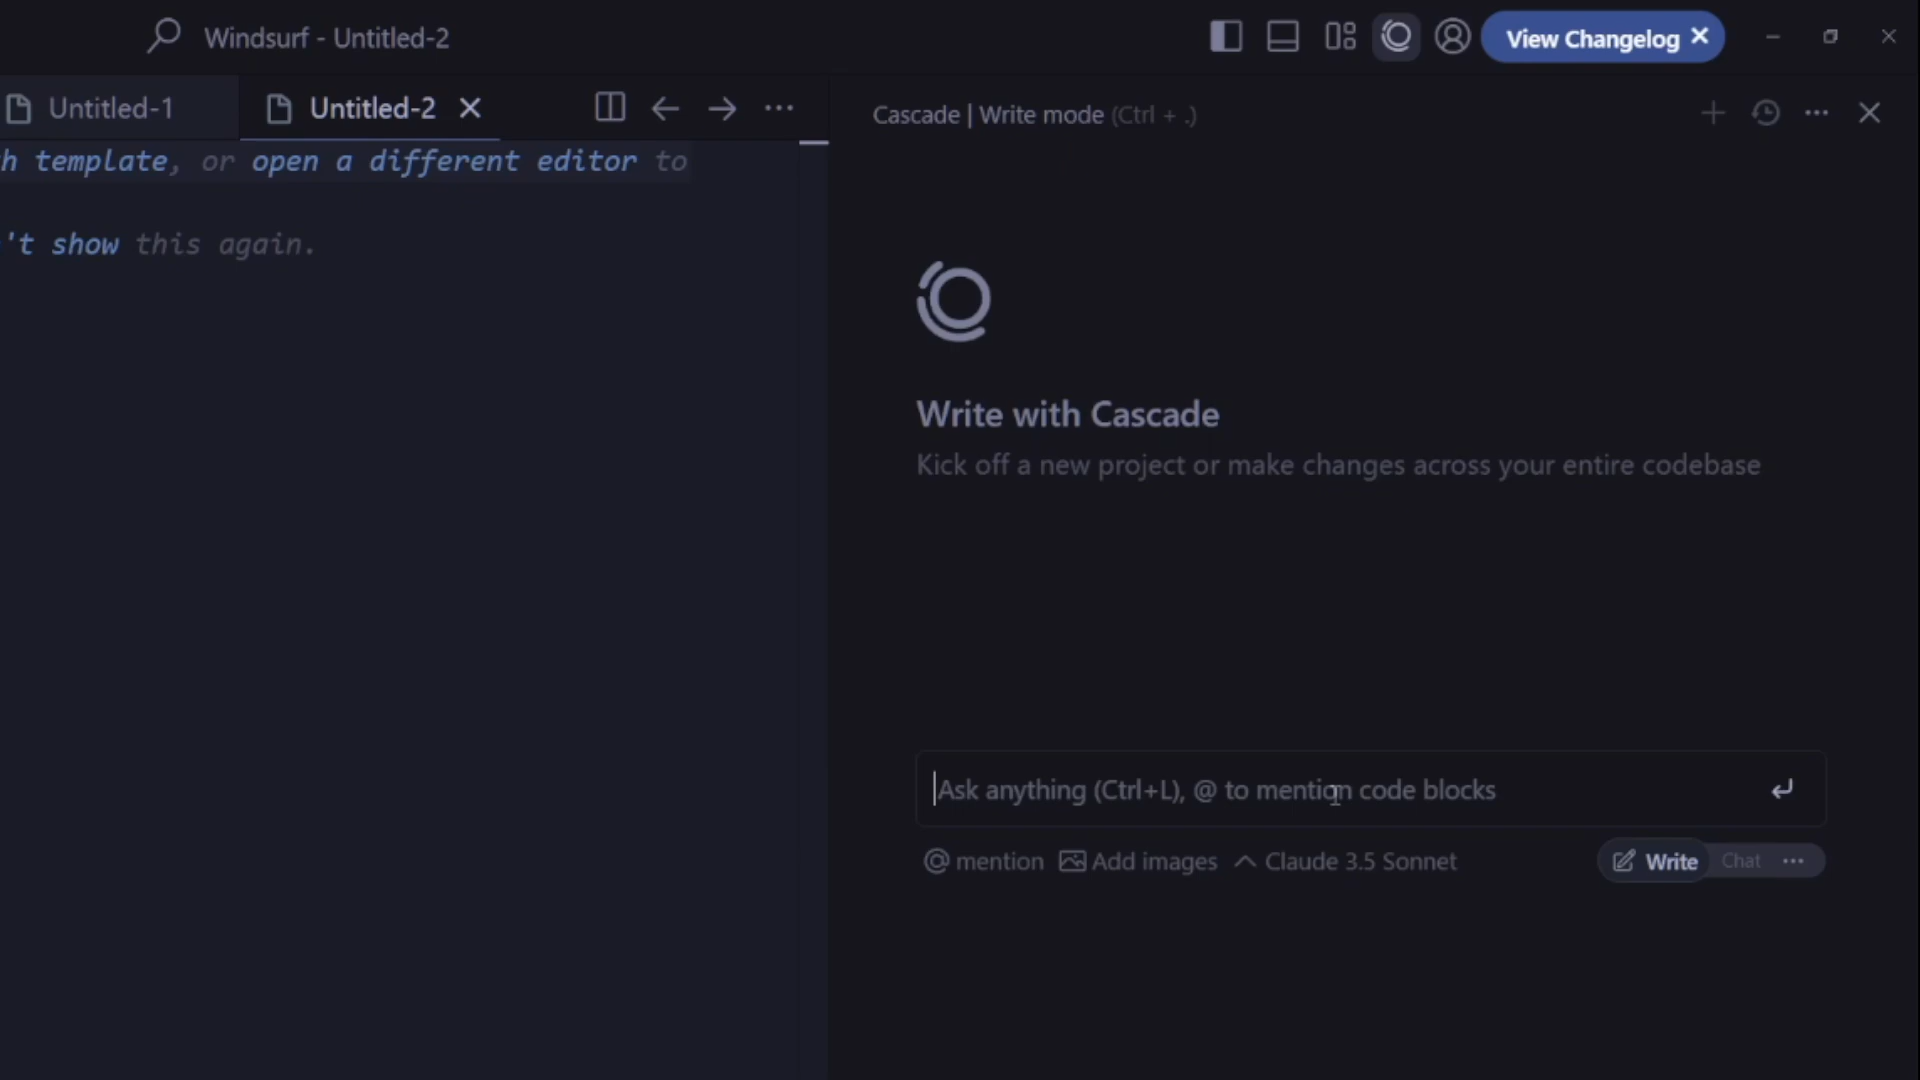 Windsurf - Untitled-2
View Changelog
Untitled-1
Untitled-2
Cascade | Write mode (Ctrl + .)
h template, or open a different editor to
't show this again.
Write with Cascade
Kick off a new project or make changes across your entire codebase
Ask anything (Ctrl+L), @ to mention code blocks
@ mention Add images Claude 3.5 Sonnet
Write Chat